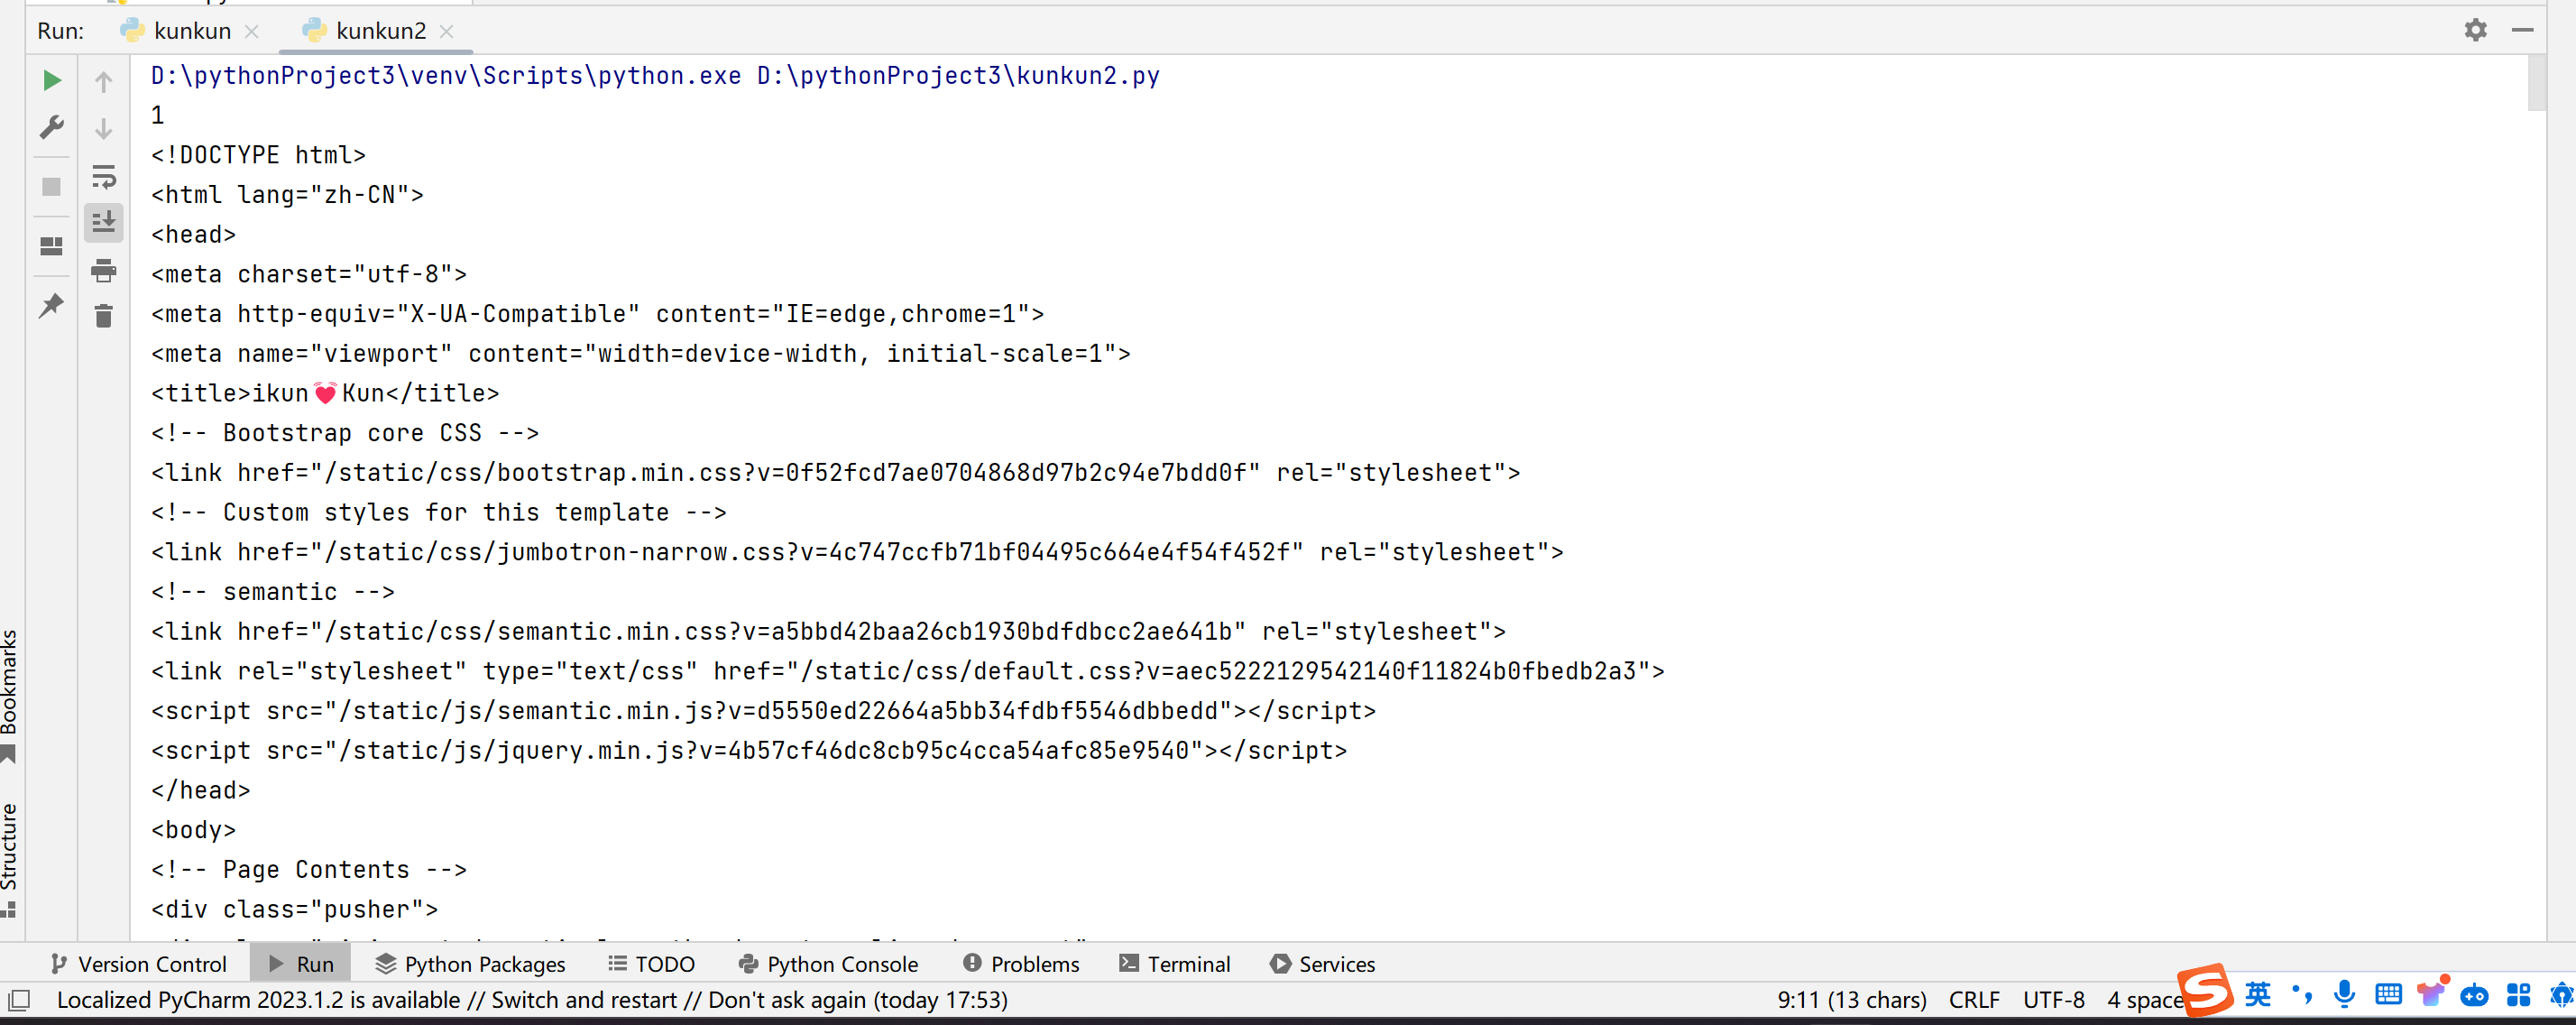 Run:
kunkun
kunkun2
D:\pythonProject3\venv\Scripts\python.exe D:\pythonProject3\kunkun2.py
1
<!DOCTYPE html>
<html lang="zh-CN">
<head>
<meta charset="utf-8">
<meta http-equiv="X-UA-Compatible" content="IE=edge,chrome=1">
<meta name="viewport" content="width=device-width, initial-scale=1">
<title>ikun💓Kun</title>
<!-- Bootstrap core CSS -->
<link href="/static/css/bootstrap.min.css?v=0f52fcd7ae0704868d97b2c94e7bdd0f" rel="stylesheet">
<!-- Custom styles for this template -->
<link href="/static/css/jumbotron-narrow.css?v=4c747ccfb71bf04495c664e4f54f452f" rel="stylesheet">
<!-- semantic -->
<link href="/static/css/semantic.min.css?v=a5bbd42baa26cb1930bdfdbcc2ae641b" rel="stylesheet">
<link rel="stylesheet" type="text/css" href="/static/css/default.css?v=aec5222129542140f11824b0fbedb2a3">
<script src="/static/js/semantic.min.js?v=d5550ed22664a5bb34fdbf5546dbbedd"></script>
<script src="/static/js/jquery.min.js?v=4b57cf46dc8cb95c4cca54afc85e9540"></script>
</head>
<body>
<!-- Page Contents -->
<div class="pusher">
Bookmarks
Structure
Version Control
Run
Python Packages
TODO
Python Console
Problems
Terminal
Services
Localized PyCharm 2023.1.2 is available // Switch and restart // Don't ask again (today 17:53)
9:11 (13 chars)
CRLF
UTF-8
4 space
英